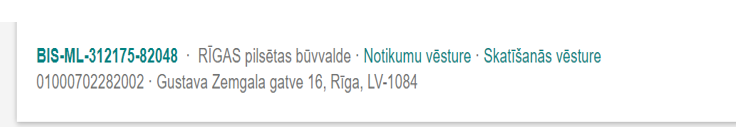 BIS-ML-312175-82048 · RĪGAS pilsētas būvvalde · Notikumu vēsture · Skatīšanās vēsture
01000702282002 · Gustava Zemgala gatve 16, Rīga, LV-1084